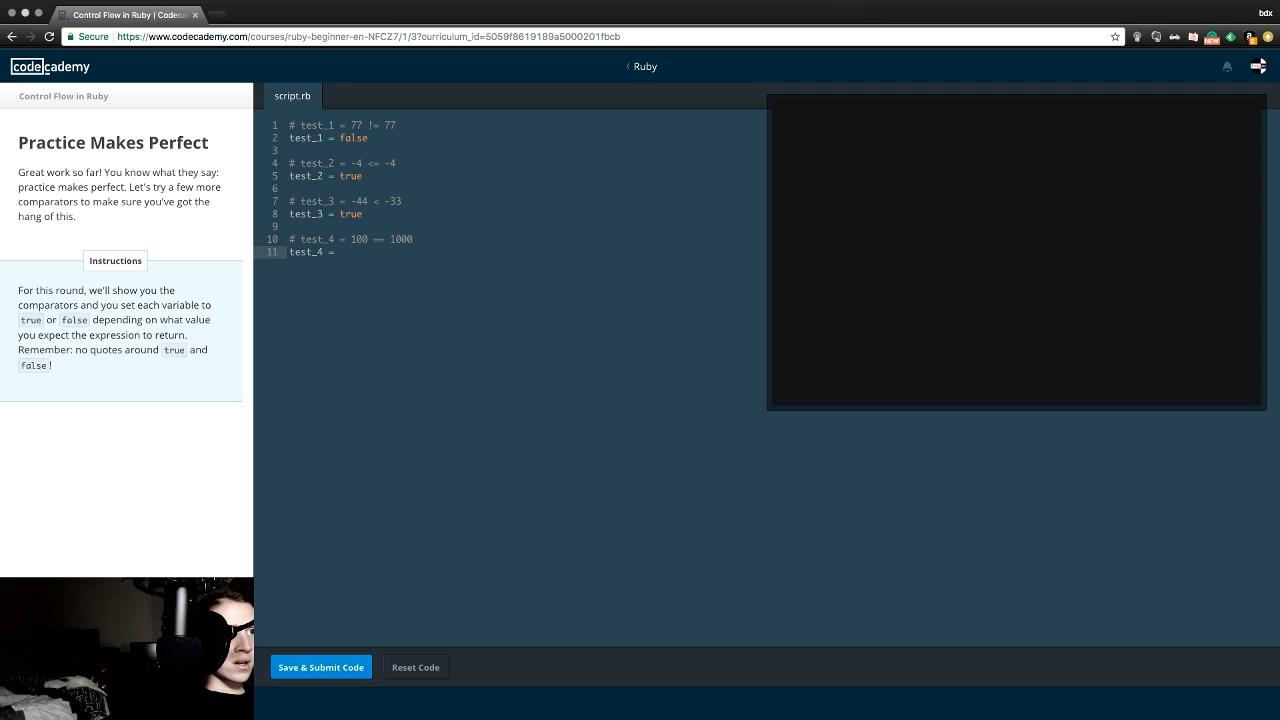 Control Flow in Ruby | Codeca
bdx
Secure
https://www.codecademy.com/courses/ruby-beginner-en-NFCZ7/1/3?curriculum_id=5059f8619189a5000201fbcb
NEW
codecademy
Ruby
Control Flow in Ruby
script.rb
Practice Makes Perfect
Great work so far! You know what they say:
practice makes perfect. Let's try a few more
comparators to make sure you've got the
hang of this.
Instructions
For this round, we'll show you the
comparators and you set each variable to
true or false depending on what value
you expect the expression to return.
Remember: no quotes around true and
false!
1 # test_1 = 77 != 77
2 test_1 = false
3
4 # test_2 = -4 <= -4
5 test_2 = true
6
7 # test_3 = -44 < -33
8 test_3 = true
9
10 # test_4 = 100 == 1000
11 test_4 =
Save & Submit Code
Reset Code